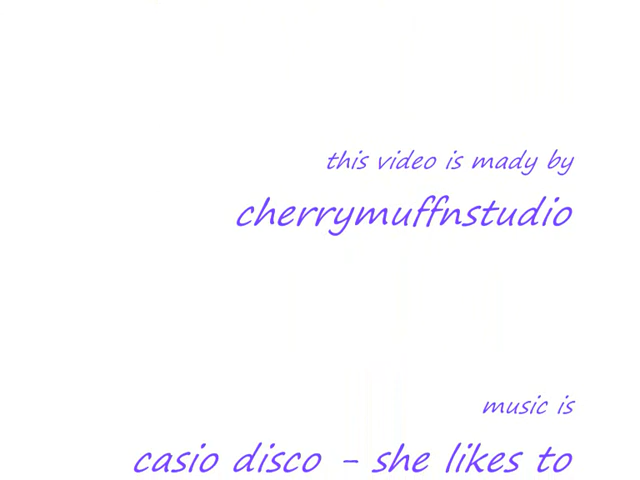 this video is mady by
cherrymuffnstudio
music is
casio disco - she likes to